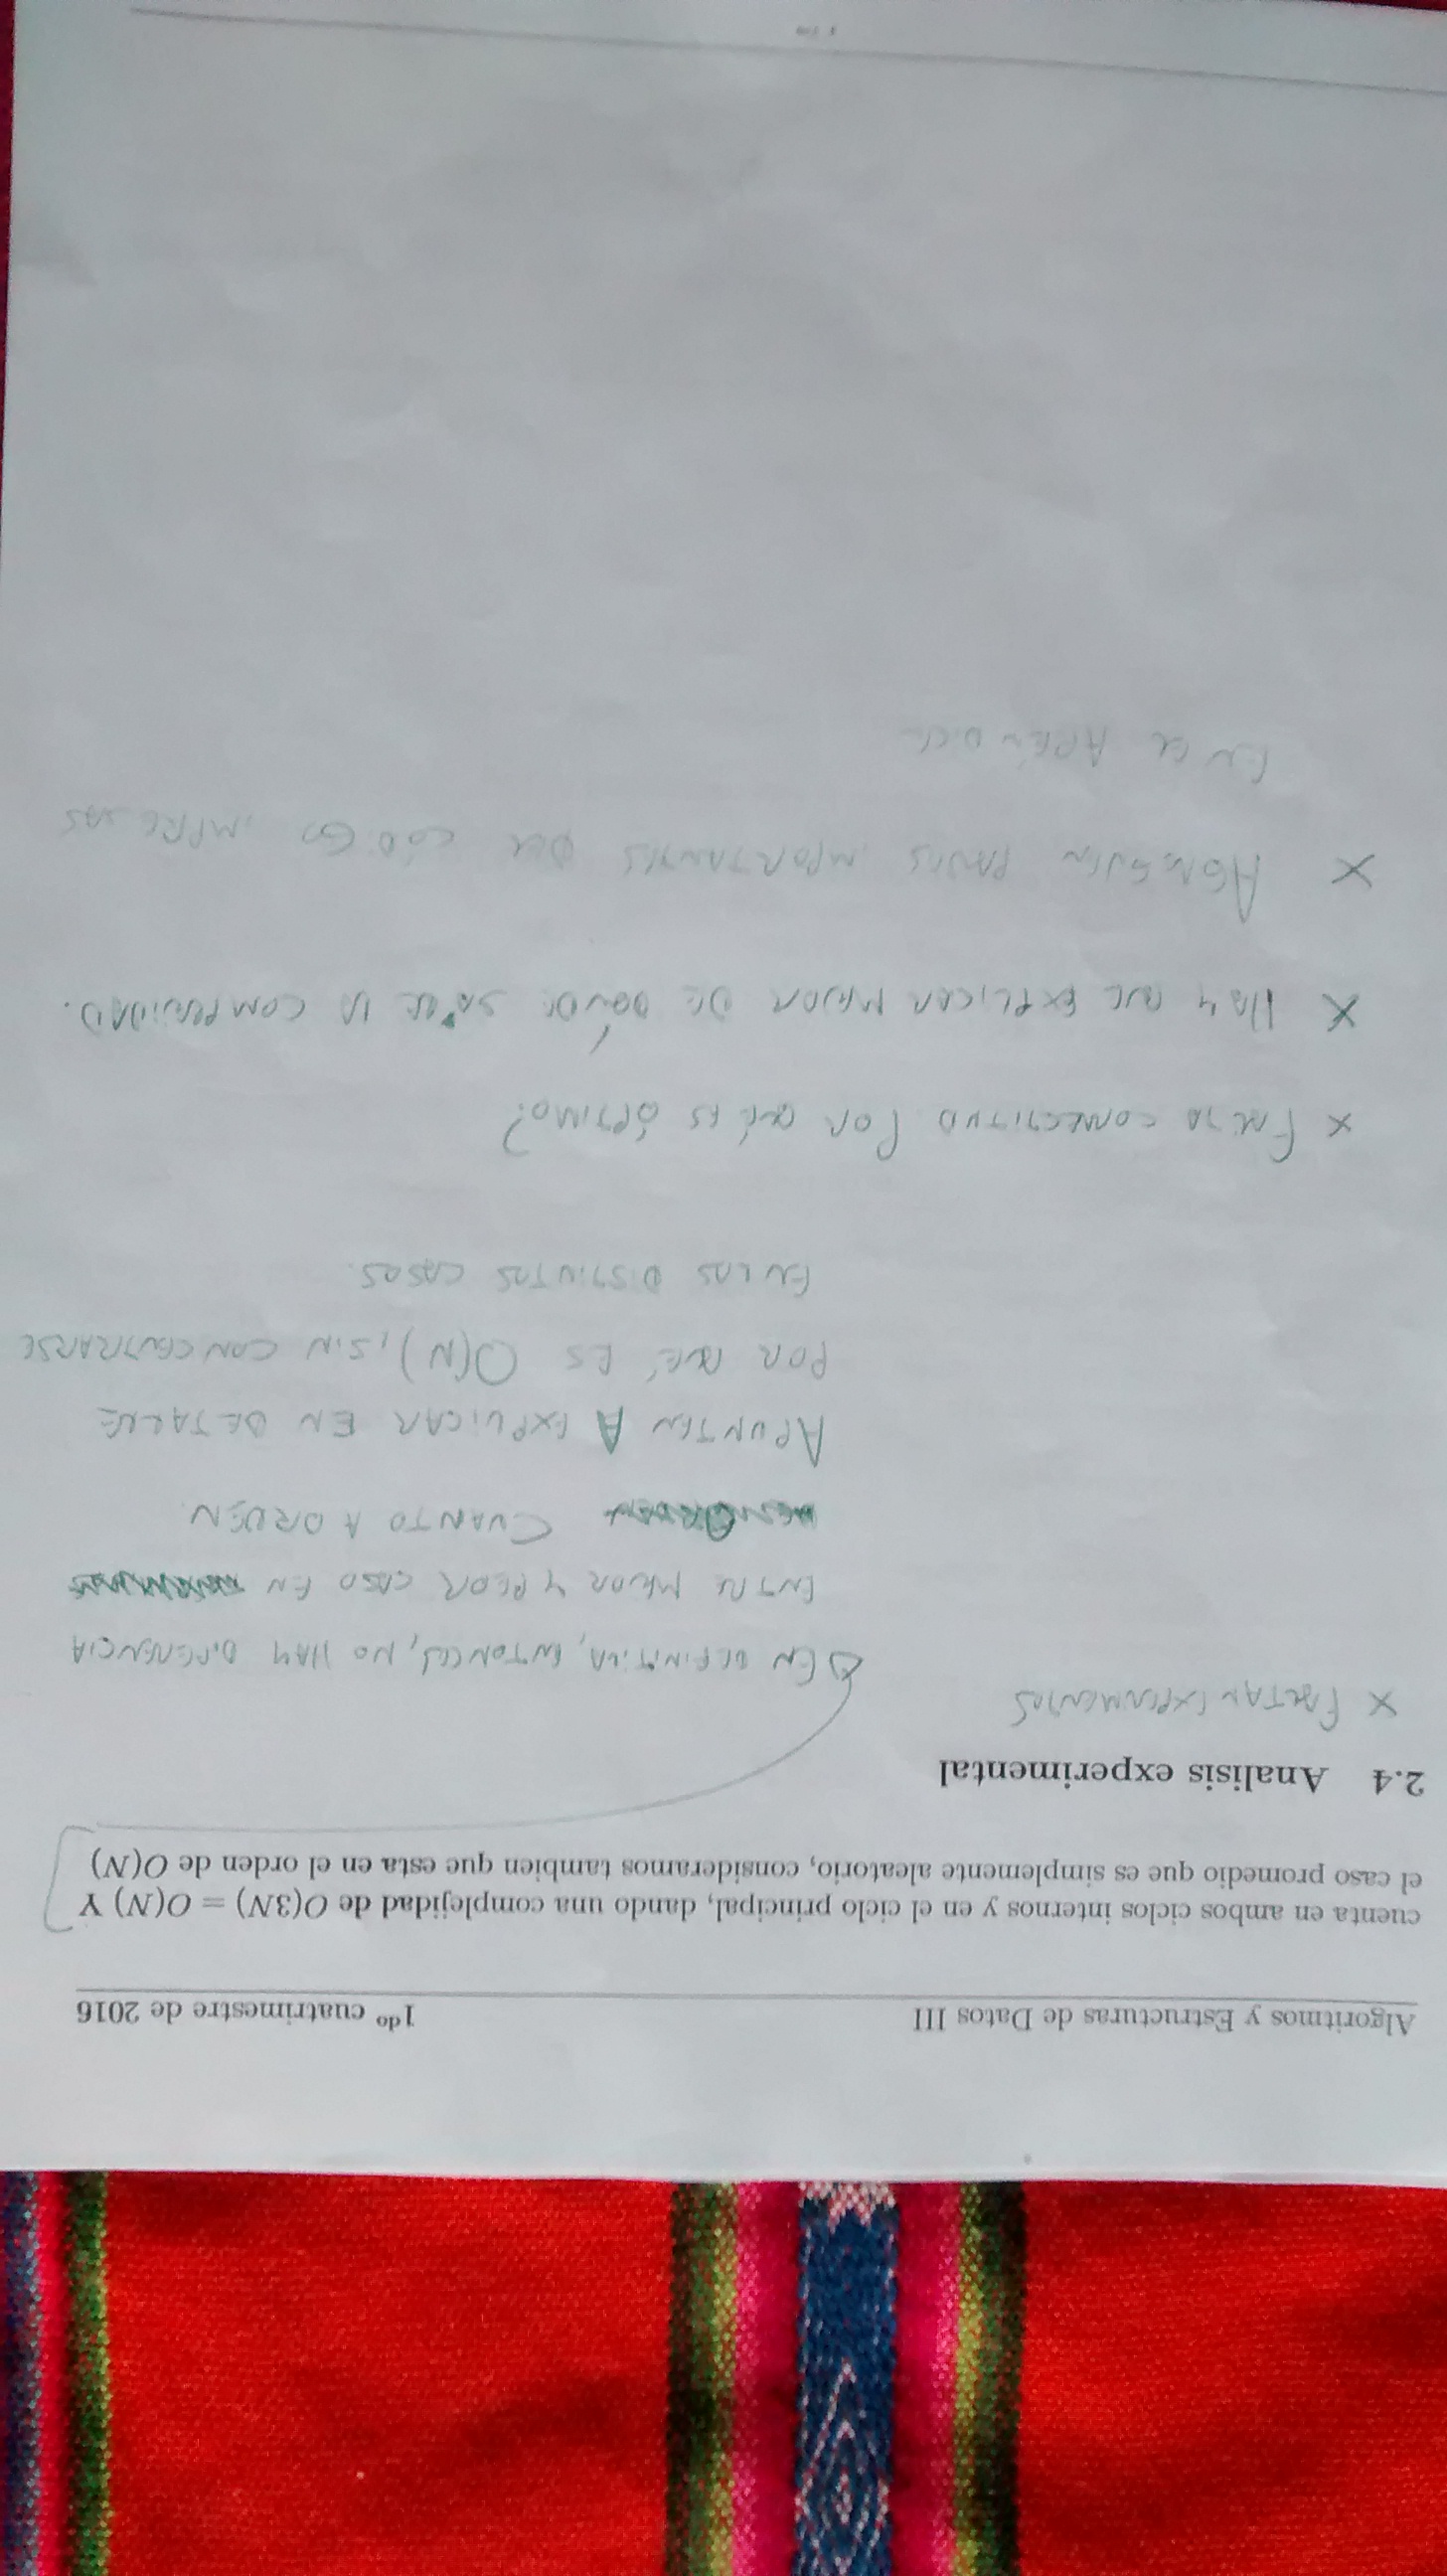 Algoritmos y Estructuras de Datos III 1do cuatrimestre de 2016
cuenta en ambos ciclos internos y en el ciclo principal, dando una complejidad de O(3N) = O(N) Y
el caso promedio que es simplemente aleatorio, consideramos tambien que esta en el orden de O(N)
2.4 Analisis experimental
X FALTAN EXPERIMENTOS
EN DEFINITIVA, ENTONCES, NO HAY DIFERENCIA
ENTRE MEJOR Y PEOR CASO EN
CUANTO A ORDEN.
APUNTEN A EXPLICAR EN DETALLE
POR QUÉ ES O(N), SIN CONCENTRARSE
EN LOS DISTINTOS CASOS.
X FALTA CORRECTITUD POR QUÉ ES ÓPTIMO?
X HAY QUE EXPLICAR MEJOR DE DÓNDE SALE LA COMPLEJIDAD.
X AGREGUEN PARTES IMPORTANTES DEL CODIGO IMPRESAS
EN EL APÉNDICE